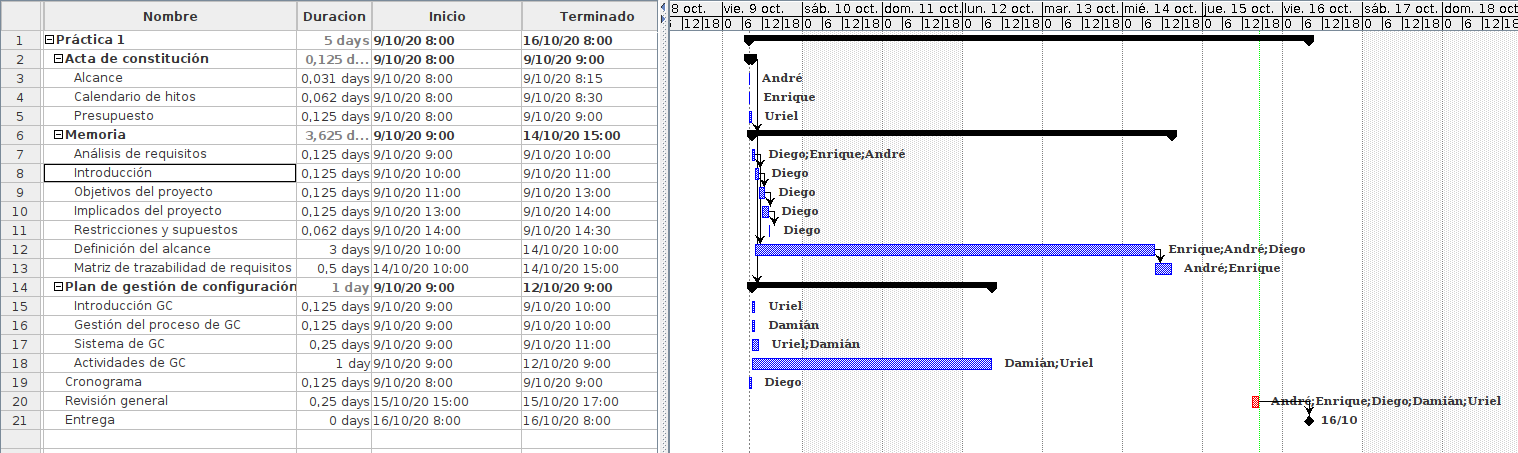 Nombre Duracion Inicio Terminado
8 oct. vie. 9 oct. sáb. 10 oct. dom. 11 oct. lun. 12 oct. mar. 13 oct. mié. 14 oct. jue. 15 oct. vie. 16 oct. sáb. 17 oct. dom. 18 oct
12 18 0 6 12 18 0 6 12 18 0 6 12 18 0 6 12 18 0 6 12 18 0 6 12 18 0 6 12 18 0 6 12 18 0 6 12 18 0 6 12 18
1 Práctica 1 5 days 9/10/20 8:00 16/10/20 8:00
2 Acta de constitución 0,125 d... 9/10/20 8:00 9/10/20 9:00
3 Alcance 0,031 days 9/10/20 8:00 9/10/20 8:15 André
4 Calendario de hitos 0,062 days 9/10/20 8:00 9/10/20 8:30 Enrique
5 Presupuesto 0,125 days 9/10/20 8:00 9/10/20 9:00 Uriel
6 Memoria 3,625 d... 9/10/20 9:00 14/10/20 15:00
7 Análisis de requisitos 0,125 days 9/10/20 9:00 9/10/20 10:00 Diego;Enrique;André
8 Introducción 0,125 days 9/10/20 10:00 9/10/20 11:00 Diego
9 Objetivos del proyecto 0,125 days 9/10/20 11:00 9/10/20 13:00 Diego
10 Implicados del proyecto 0,125 days 9/10/20 13:00 9/10/20 14:00 Diego
11 Restricciones y supuestos 0,062 days 9/10/20 14:00 9/10/20 14:30 Diego
12 Definición del alcance 3 days 9/10/20 10:00 14/10/20 10:00 Enrique;André;Diego
13 Matriz de trazabilidad de requisitos 0,5 days 14/10/20 10:00 14/10/20 15:00 André;Enrique
14 Plan de gestión de configuración 1 day 9/10/20 9:00 12/10/20 9:00
15 Introducción GC 0,125 days 9/10/20 9:00 9/10/20 10:00 Uriel
16 Gestión del proceso de GC 0,125 days 9/10/20 9:00 9/10/20 10:00 Damián
17 Sistema de GC 0,25 days 9/10/20 9:00 9/10/20 11:00 Uriel;Damián
18 Actividades de GC 1 day 9/10/20 9:00 12/10/20 9:00 Damián;Uriel
19 Cronograma 0,125 days 9/10/20 8:00 9/10/20 9:00 Diego
20 Revisión general 0,25 days 15/10/20 15:00 15/10/20 17:00 André;Enrique;Diego;Damián;Uriel
21 Entrega 0 days 16/10/20 8:00 16/10/20 8:00 16/10